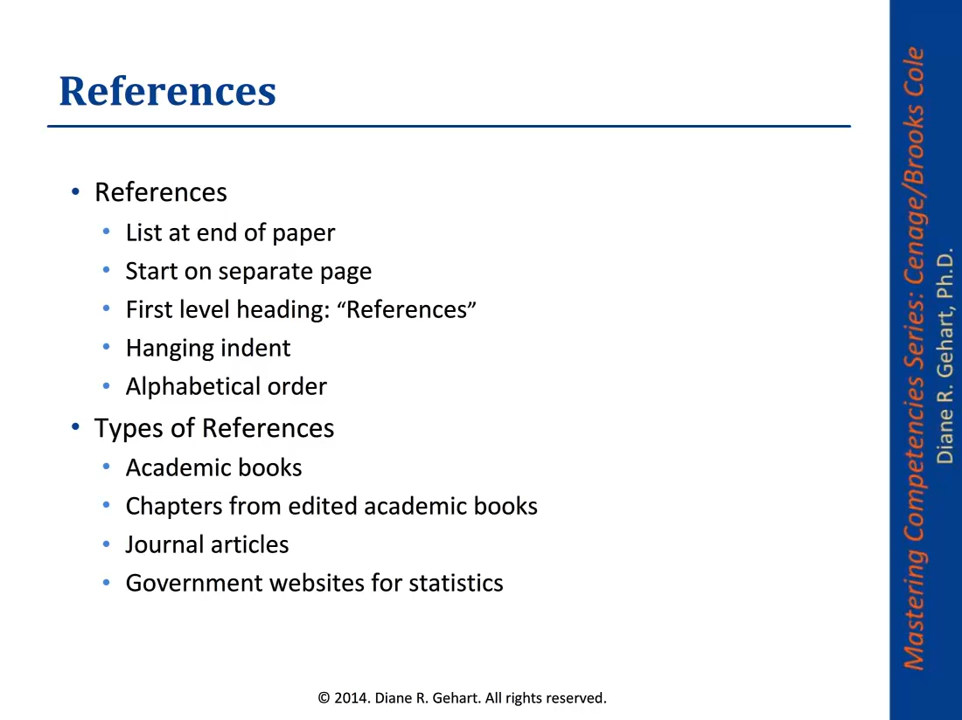 References
• References
• List at end of paper
• Start on separate page
• First level heading: “References”
• Hanging indent
• Alphabetical order
• Types of References
• Academic books
• Chapters from edited academic books
• Journal articles
• Government websites for statistics
© 2014. Diane R. Gehart. All rights reserved.
Mastering Competencies Series: Cenage/Brooks Cole
Diane R. Gehart, Ph.D.